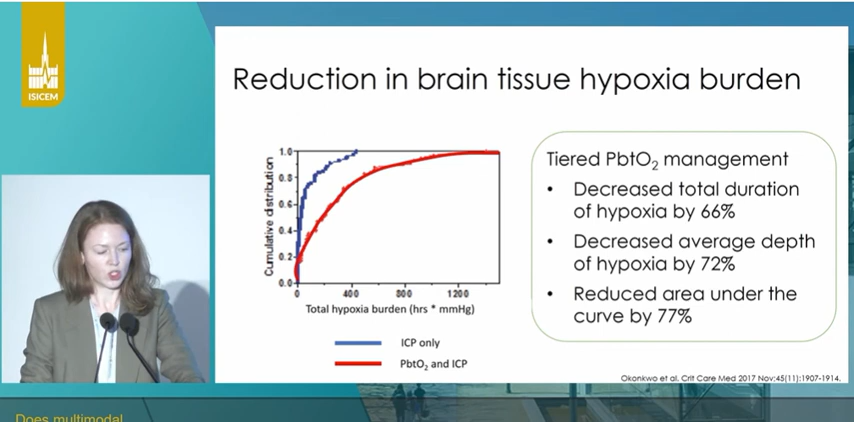 ISICEM
Reduction in brain tissue hypoxia burden
Cumulative distribution
1.0
0.8
0.6
0.4
0.2
0.0
0
400
800
1200
Total hypoxia burden (hrs * mmHg)
ICP only
PbtO₂ and ICP
Tiered PbtO₂ management
• Decreased total duration
of hypoxia by 66%
• Decreased average depth
of hypoxia by 72%
• Reduced area under the
curve by 77%
Okonkwo et al. Crit Care Med 2017 Nov;45(11):1907-1914.
Does multimodal